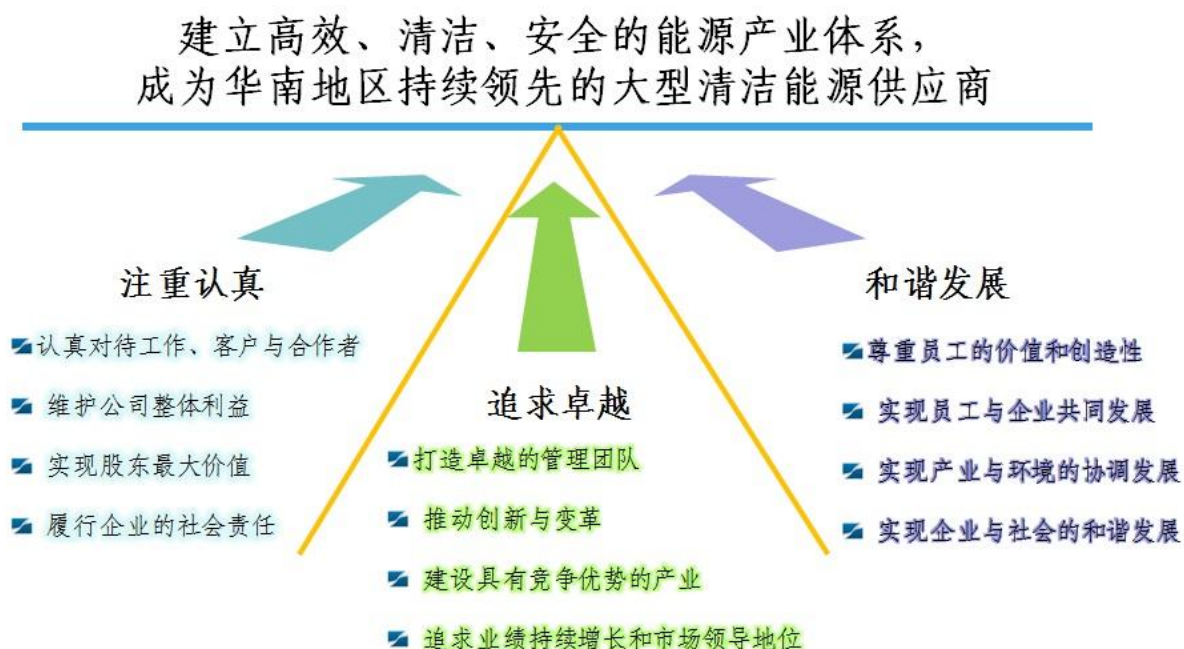 建立高效、清洁、安全的能源产业体系，
成为华南地区持续领先的大型清洁能源供应商
注重认真
认真对待工作、客户与合作者
维护公司整体利益
实现股东最大价值
履行企业的社会责任
追求卓越
打造卓越的管理团队
推动创新与变革
建设具有竞争优势的产业
追求业绩持续增长和市场领导地位
和谐发展
尊重员工的价值和创造性
实现员工与企业共同发展
实现产业与环境的协调发展
实现企业与社会的和谐发展